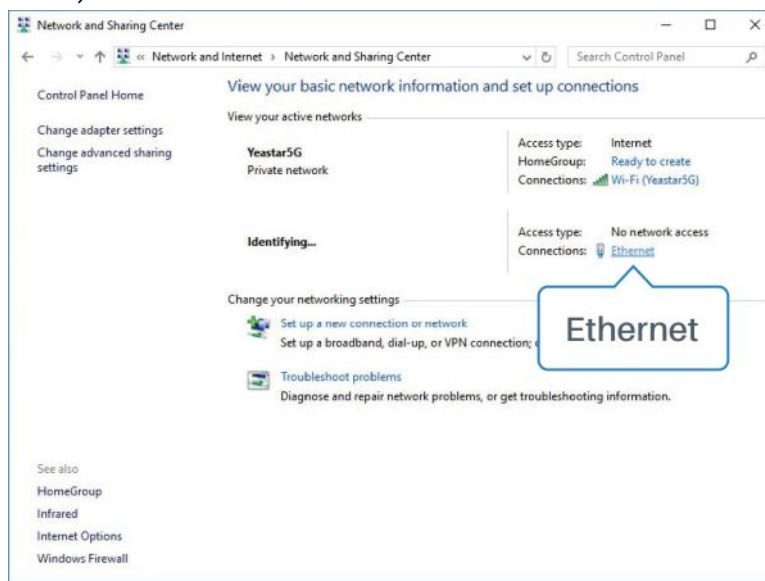 Network and Sharing Center
« Network and Internet › Network and Sharing Center
Search Control Panel
Control Panel Home
Change adapter settings
Change advanced sharing
settings
View your basic network information and set up connections
View your active networks
Yeastar5G
Private network
Access type: Internet
HomeGroup: Ready to create
Connections: Wi-Fi (Yeastar5G)
Identifying...
Access type: No network access
Connections: Ethernet
Ethernet
Change your networking settings
Set up a new connection or network
Set up a broadband, dial-up, or VPN connection;
Troubleshoot problems
Diagnose and repair network problems, or get troubleshooting information.
See also
HomeGroup
Infrared
Internet Options
Windows Firewall